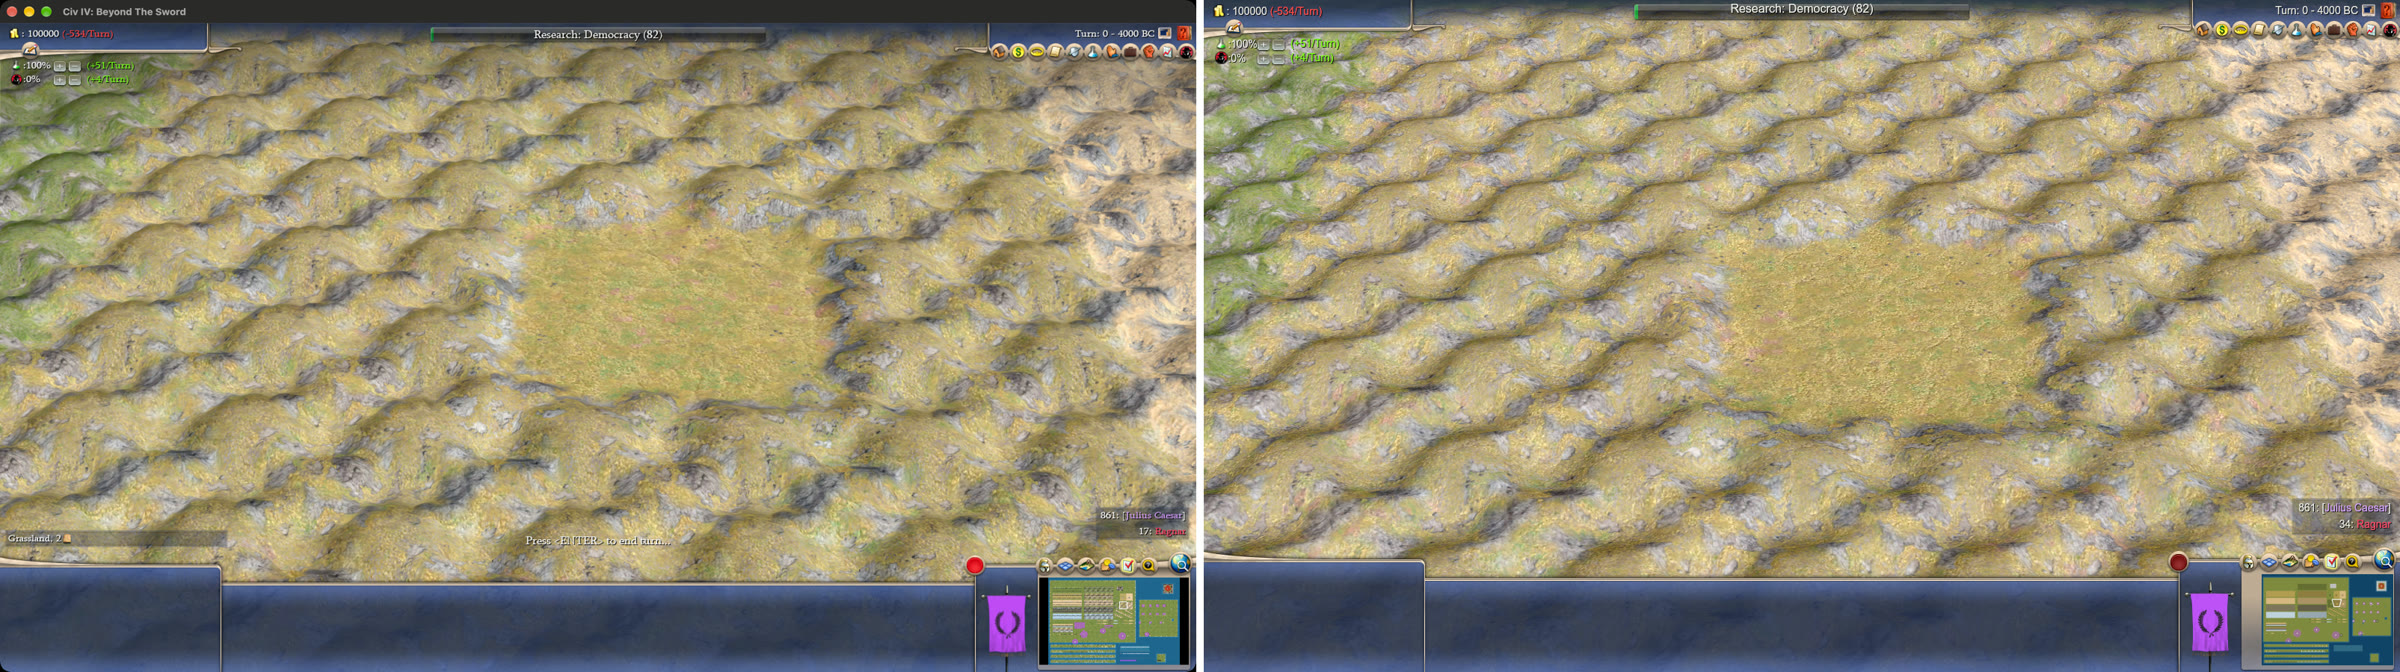 Civ IV: Beyond The Sword
: 100000 (-534/Turn)
Research: Democracy (82)
Turn: 0 - 4000 BC
:100% (+51/Turn)
:0% (+4/Turn)
Grassland, 2
Press <ENTER> to end turn...
861: [Julius Caesar]
17: Ragnar
: 100000 (-534/Turn)
Research: Democracy (82)
Turn: 0 - 4000 BC
:100% (+51/Turn)
:0% (+4/Turn)
861: [Julius Caesar]
34: Ragnar